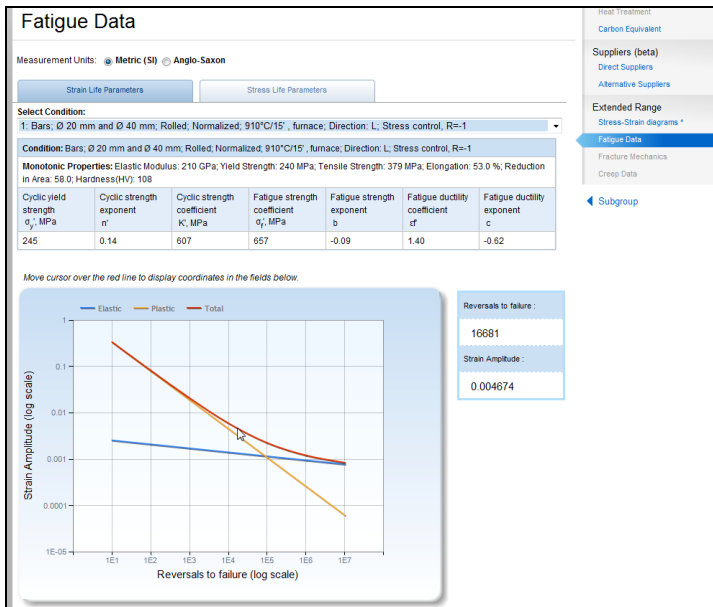 Fatigue Data
Measurement Units: Metric (SI) Anglo-Saxon
Strain Life Parameters
Stress Life Parameters
Select Condition:
1: Bars; Ø 20 mm and Ø 40 mm; Rolled; Normalized; 910°C/15' , furnace; Direction: L; Stress control, R=-1
Condition: Bars; Ø 20 mm and Ø 40 mm; Rolled; Normalized; 910°C/15' , furnace; Direction: L; Stress control, R=-1
Monotonic Properties: Elastic Modulus: 210 GPa; Yield Strength: 240 MPa; Tensile Strength: 379 MPa; Elongation: 53.0 %; Reduction
in Area: 58.0; Hardness(HV): 108
Cyclic yield strength σy', MPa
Cyclic strength exponent n'
Cyclic strength coefficient K', MPa
Fatigue strength coefficient σf', MPa
Fatigue strength exponent b
Fatigue ductility coefficient εf'
Fatigue ductility exponent c
245 0.14 607 657 -0.09 1.40 -0.62
Move cursor over the red line to display coordinates in the fields below.
Elastic Plastic Total
1
0.1
0.01
0.001
0.0001
1E-05
Strain Amplitude (log scale)
1E1 1E2 1E3 1E4 1E5 1E6 1E7
Reversals to failure (log scale)
Reversals to failure :
16681
Strain Amplitude :
0.004674
Heat Treatment
Carbon Equivalent
Suppliers (beta)
Direct Suppliers
Alternative Suppliers
Extended Range
Stress-Strain diagrams *
Fatigue Data
Fracture Mechanics
Creep Data
Subgroup